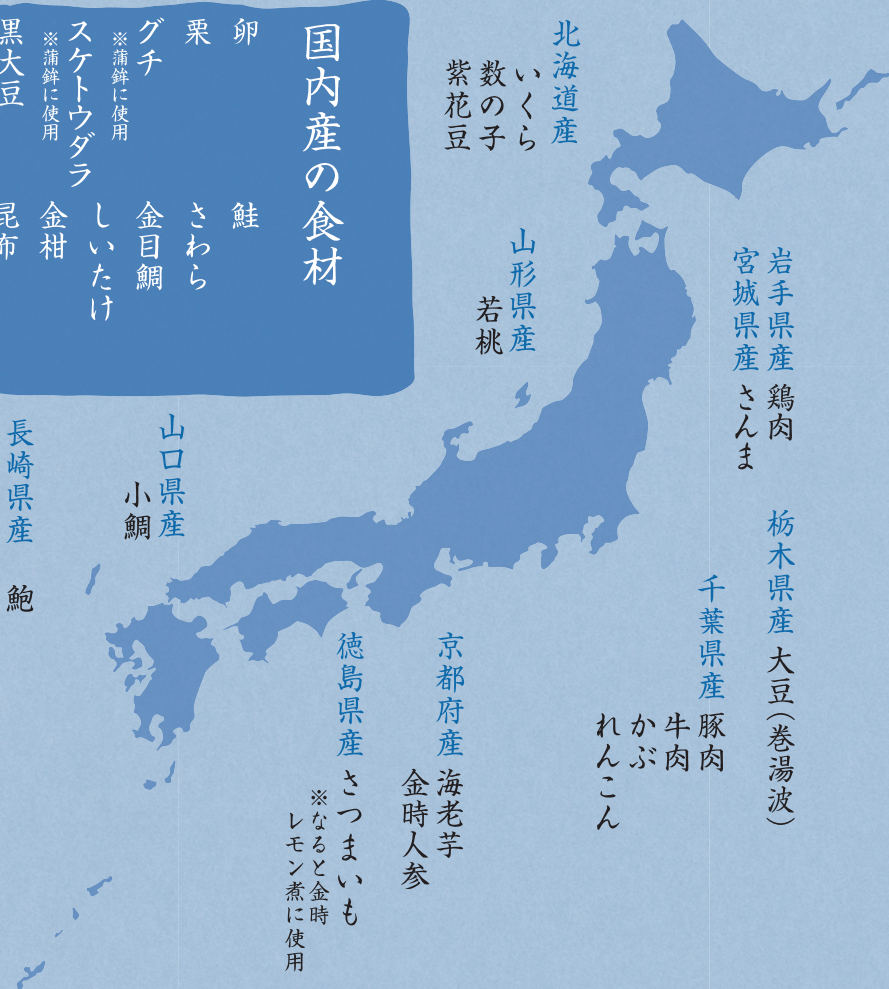 国内産の食材
卵
鮭
栗
さわら
グチ
※蒲鉾に使用
金目鯛
スケトウダラ
※蒲鉾に使用
しいたけ
金柑
黒大豆
昆布
北海道産
いくら
数の子
紫花豆
山形県産
若桃
岩手県産 鶏肉
宮城県産 さんま
栃木県産 大豆(巻湯波)
千葉県産
豚肉
牛肉
かぶ
れんこん
京都府産
海老芋
金時人参
徳島県産
さつまいも
※なると金時
レモン煮に使用
山口県産
小鯛
長崎県産
鮑